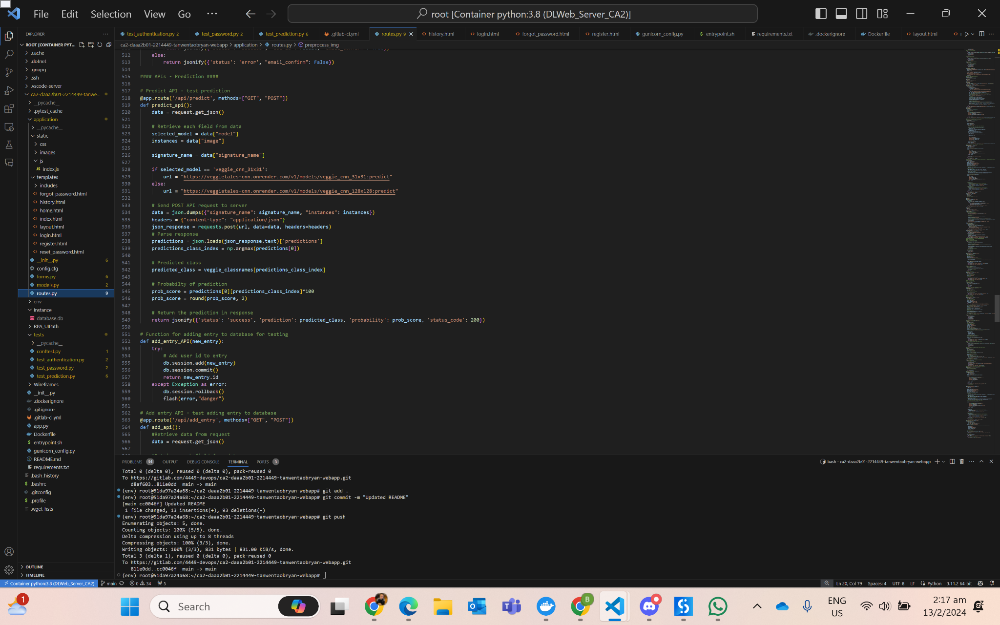 File Edit Selection View Go ··· root [Container python:3.8 (DLWeb_Server_CA2)]
EXPLORER
test_authentication.py 2 test_password.py 2 test_prediction.py 6 .gitlab-ci.yml routes.py 9 history.html login.html forgot_password.html register.html gunicorn_config.py entrypoint.sh requirements.txt .dockerignore Dockerfile layout.html
ROOT [CONTAINER PYT...
.cache
.dotnet
.gnupg
.ssh
.vscode-server
ca2-daaa2b01-2214449-tanwe...
__pycache__
.pytest_cache
application
__pycache__
static
css
images
js
JS index.js
templates
includes
forgot_password.html
history.html
home.html
index.html
layout.html
login.html
register.html
reset_password.html
__init__.py 6
config.cfg
forms.py 6
models.py 2
routes.py 9
env
instance
database.db
RPA_UIPath
tests
__pycache__
conftest.py 1
test_authentication.py 2
test_password.py 2
test_prediction.py 6
Wireframes
__init__.py
.dockerignore
.gitignore
.gitlab-ci.yml
app.py
Dockerfile
entrypoint.sh
gunicorn_config.py
README.md
requirements.txt
.bash_history
.bashrc
.gitconfig
.profile
.wget-hsts
OUTLINE
TIMELINE
ca2-daaa2b01-2214449-tanwentaobryan-webapp > application > routes.py > preprocess_img
512 else:
513 return jsonify({'status': 'error', "email_confirm": False})
514
515 #### APIs - Prediction ####
516
517 # Predict API - test prediction
518 @app.route('/api/predict', methods=["GET", "POST"])
519 def predict_api():
520 data = request.get_json()
521
522 # Retrieve each field from data
523 selected_model = data["model"]
524 instances = data["image"]
525
526 signature_name = data["signature_name"]
527
528 if selected_model == 'veggie_cnn_31x31':
529 url = "https://veggietales-cnn.onrender.com/v1/models/veggie_cnn_31x31:predict"
530 else:
531 url = "https://veggietales-cnn.onrender.com/v1/models/veggie_cnn_128x128:predict"
532
533 # Send POST API request to server
534 data = json.dumps({"signature_name": signature_name, "instances": instances})
535 headers = {"content-type": "application/json"}
536 json_response = requests.post(url, data=data, headers=headers)
537 # Parse response
538 predictions = json.loads(json_response.text)['predictions']
539 predictions_class_index = np.argmax(predictions[0])
540
541 # Predicted class
542 predicted_class = veggie_classnames[predictions_class_index]
543
544 # Probabilty of prediction
545 prob_score = predictions[0][predictions_class_index]*100
546 prob_score = round(prob_score, 2)
547
548 # Return the prediction in response
549 return jsonify({'status': 'success', 'prediction': predicted_class, 'probability': prob_score, 'status_code': 200})
550
551 # Function for adding entry to database for testing
552 def add_entry_API(new_entry):
553 try:
554 # Add user id to entry
555 db.session.add(new_entry)
556 db.session.commit()
557 return new_entry.id
558 except Exception as error:
559 db.session.rollback()
560 flash(error,"danger")
561
562 # Add entry API - test adding entry to database
563 @app.route('/api/add_entry', methods=["GET", "POST"])
564 def add_api():
565 #Retrieve data from request
566 data = request.get_json()
567
PROBLEMS 34 OUTPUT DEBUG CONSOLE TERMINAL PORTS 5 bash - ca2-daaa2b01-2214449-tanwentaobryan-webapp
Total 0 (delta 0), reused 0 (delta 0), pack-reused 0
To https://gitlab.com/4449-devops/ca2-daaa2b01-2214449-tanwentaobryan-webapp.git
d8af603..811e0dd main -> main
(env) root@51da97a24a68:~/ca2-daaa2b01-2214449-tanwentaobryan-webapp# git add .
(env) root@51da97a24a68:~/ca2-daaa2b01-2214449-tanwentaobryan-webapp# git commit -m "Updated README"
[main cc0046f] Updated README
1 file changed, 13 insertions(+), 93 deletions(-)
(env) root@51da97a24a68:~/ca2-daaa2b01-2214449-tanwentaobryan-webapp# git push
Enumerating objects: 5, done.
Counting objects: 100% (5/5), done.
Delta compression using up to 8 threads
Compressing objects: 100% (3/3), done.
Writing objects: 100% (3/3), 831 bytes | 831.00 KiB/s, done.
Total 3 (delta 1), reused 0 (delta 0), pack-reused 0
To https://gitlab.com/4449-devops/ca2-daaa2b01-2214449-tanwentaobryan-webapp.git
811e0dd..cc0046f main -> main
(env) root@51da97a24a68:~/ca2-daaa2b01-2214449-tanwentaobryan-webapp#
Container python:3.8 (DLWeb_Server_CA2) main 0 34 5 Ln 20, Col 79 Spaces: 4 UTF-8 LF Python 3.11.2 64-bit
1 Search ENG US 2:17 am
13/2/2024